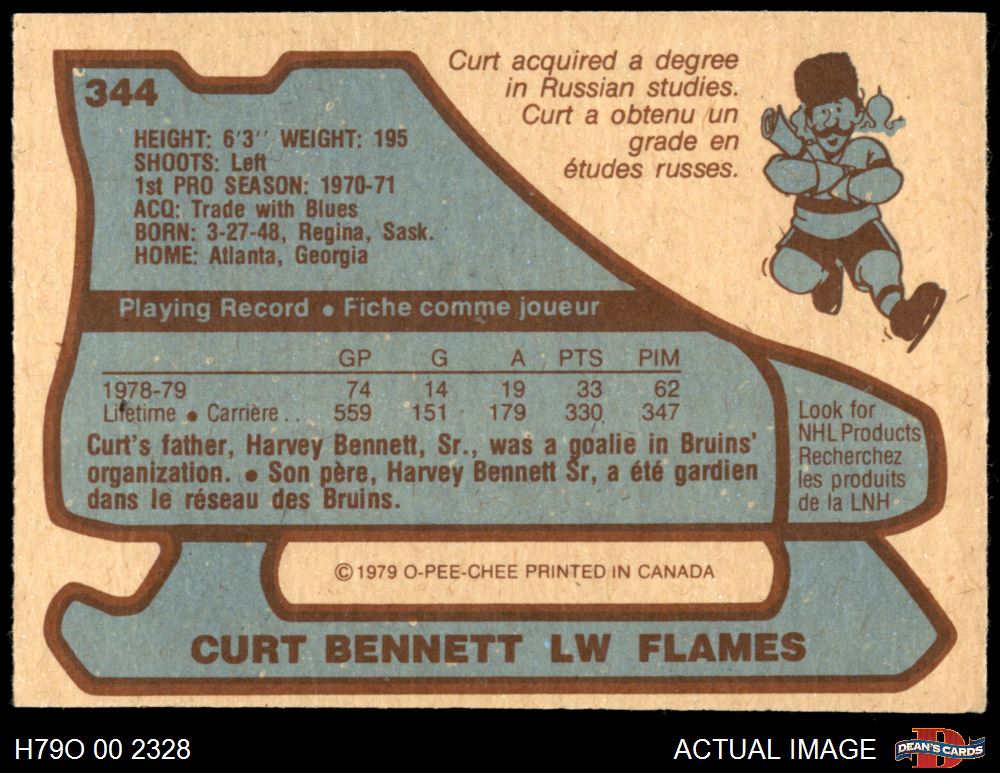 344
Curt acquired a degree
in Russian studies.
Curt a obtenu un
grade en
études russes.
HEIGHT: 6'3'' WEIGHT: 195
SHOOTS: Left
1st PRO SEASON: 1970-71
ACQ: Trade with Blues
BORN: 3-27-48, Regina, Sask.
HOME: Atlanta, Georgia
Playing Record • Fiche comme joueur
GP G A PTS PIM
1978-79 74 14 19 33 62
Lifetime • Carrière . . 559 151 179 330 347
Curt's father, Harvey Bennett, Sr., was a goalie in Bruins'
organization. • Son père, Harvey Bennett Sr, a été gardien
dans le réseau des Bruins.
Look for
NHL Products
Recherchez
les produits
de la LNH
© 1979 O-PEE-CHEE PRINTED IN CANADA
CURT BENNETT LW FLAMES
H79O 00 2328
ACTUAL IMAGE
D
DEAN'S CARDS